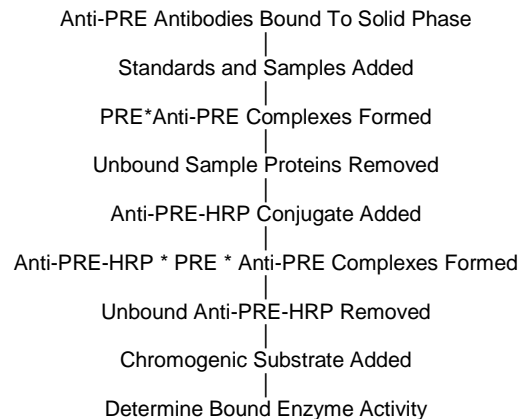 Anti-PRE Antibodies Bound To Solid Phase
Standards and Samples Added
PRE*Anti-PRE Complexes Formed
Unbound Sample Proteins Removed
Anti-PRE-HRP Conjugate Added
Anti-PRE-HRP * PRE * Anti-PRE Complexes Formed
Unbound Anti-PRE-HRP Removed
Chromogenic Substrate Added
Determine Bound Enzyme Activity